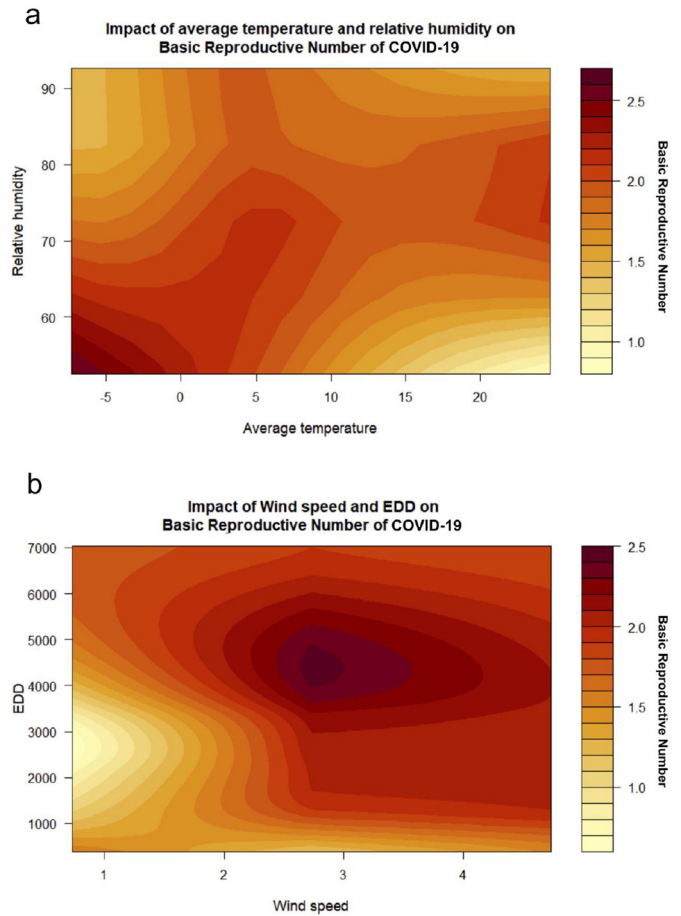 a
Impact of average temperature and relative humidity on
Basic Reproductive Number of COVID-19
90
80
70
60
Relative humidity
-5
0
5
10
15
20
Average temperature
2.5
2.0
1.5
1.0
Basic Reproductive Number
b
Impact of Wind speed and EDD on
Basic Reproductive Number of COVID-19
7000
6000
5000
4000
3000
2000
1000
EDD
1
2
3
4
Wind speed
2.5
2.0
1.5
1.0
Basic Reproductive Number